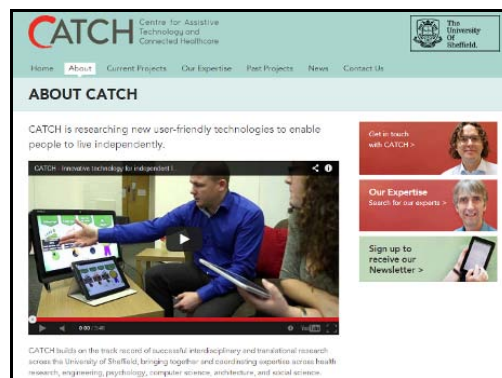 CATCH
Centre for Assistive
Technology and
Connected Healthcare
The
University
Of
Sheffield.
Home About Current Projects Our Expertise Past Projects News Contact Us
ABOUT CATCH
CATCH is researching new user-friendly technologies to enable
people to live independently.
CATCH - Innovative technology for independent l...
0:00 / 5:48
YouTube
Get in touch
with CATCH >
Our Expertise
Search for our experts >
Sign up to
receive our
Newsletter >
CATCH builds on the track record of successful interdisciplinary and translational research
across the University of Sheffield, bringing together and coordinating expertise across health
research, engineering, psychology, computer science, architecture, and social science.